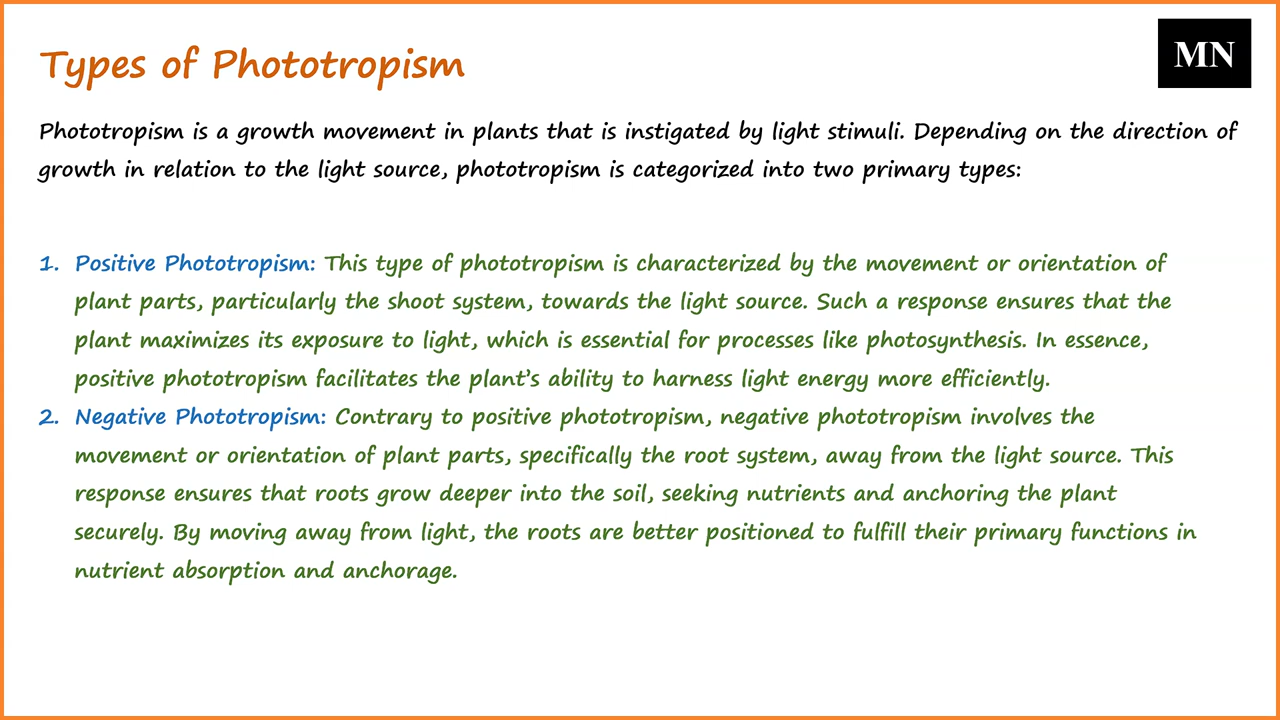 Types of Phototropism
MN
Phototropism is a growth movement in plants that is instigated by light stimuli. Depending on the direction of
growth in relation to the light source, phototropism is categorized into two primary types:
1. Positive Phototropism: This type of phototropism is characterized by the movement or orientation of
plant parts, particularly the shoot system, towards the light source. Such a response ensures that the
plant maximizes its exposure to light, which is essential for processes like photosynthesis. In essence,
positive phototropism facilitates the plant’s ability to harness light energy more efficiently.
2. Negative Phototropism: Contrary to positive phototropism, negative phototropism involves the
movement or orientation of plant parts, specifically the root system, away from the light source. This
response ensures that roots grow deeper into the soil, seeking nutrients and anchoring the plant
securely. By moving away from light, the roots are better positioned to fulfill their primary functions in
nutrient absorption and anchorage.